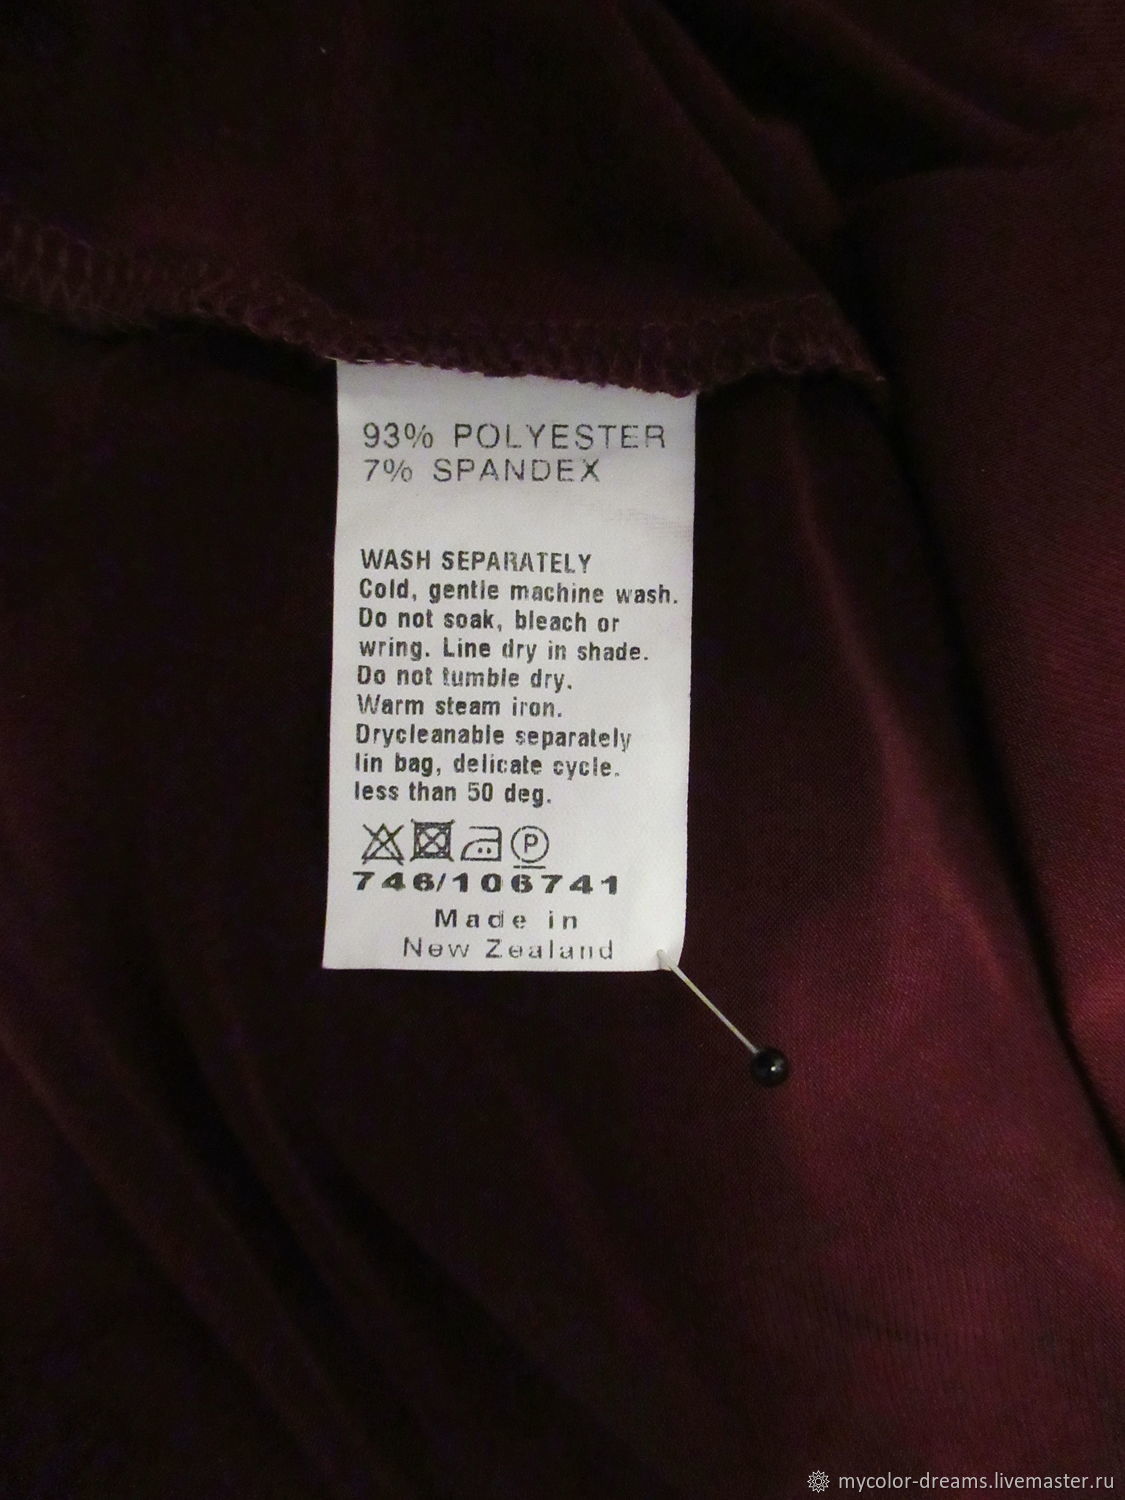 93% POLYESTER
7% SPANDEX
WASH SEPARATELY
Cold, gentle machine wash.
Do not soak, bleach or
wring. Line dry in shade.
Do not tumble dry.
Warm steam iron.
Drycleanable separately
lin bag, delicate cycle.
less than 50 deg.
P
746/106741
Made in
New Zealand
mycolor-dreams.livemaster.ru